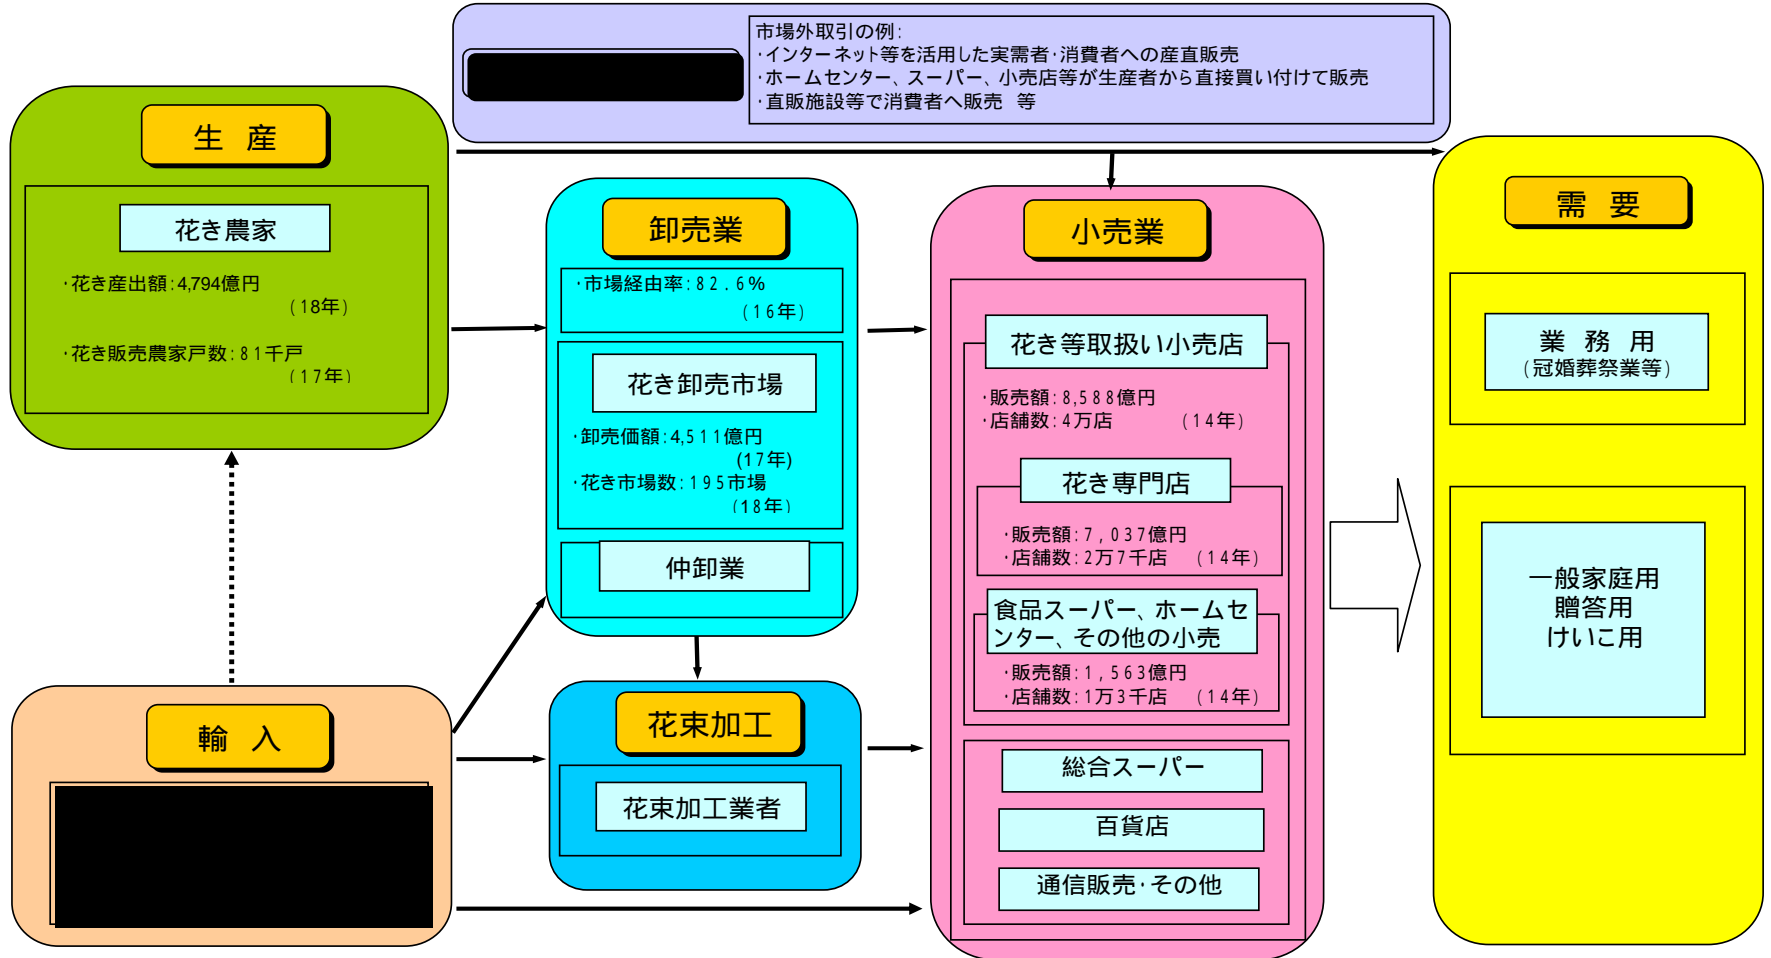 市場外取引の例:
・インターネット等を活用した実需者・消費者への産直販売
・ホームセンター、スーパー、小売店等が生産者から直接買い付けて販売
・直販施設等で消費者へ販売 等
生 産
花き農家
・花き産出額:4,794億円
(18年)
・花き販売農家戸数:81千戸
(17年)
輸 入
卸売業
・市場経由率:82.6%
(16年)
花き卸売市場
・卸売価額:4,511億円
(17年)
・花き市場数:195市場
(18年)
仲卸業
花束加工
花束加工業者
小売業
花き等取扱い小売店
・販売額:8,588億円
・店舗数:4万店 (14年)
花き専門店
・販売額:7,037億円
・店舗数:2万7千店 (14年)
食品スーパー、ホームセ
ンター、その他の小売
・販売額:1,563億円
・店舗数:1万3千店 (14年)
総合スーパー
百貨店
通信販売・その他
需 要
業 務 用
(冠婚葬祭業等)
一般家庭用
贈答用
けいこ用